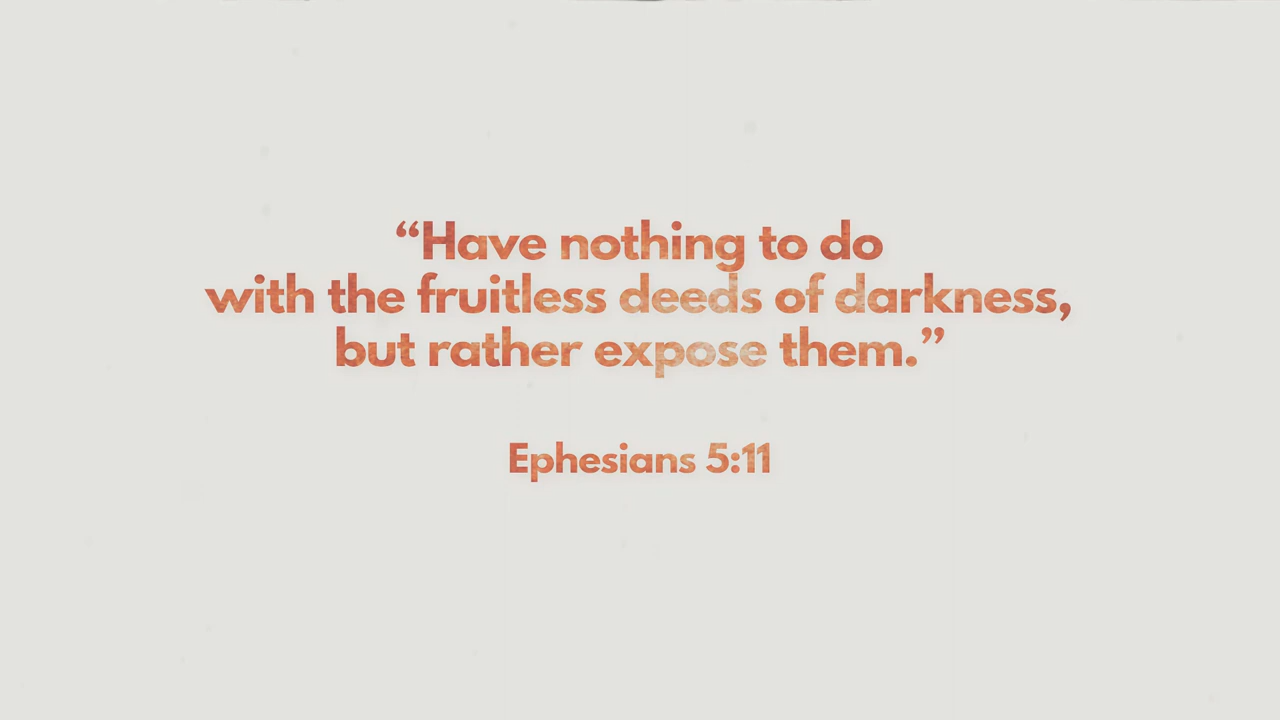 “Have nothing to do
with the fruitless deeds of darkness,
but rather expose them.”
Ephesians 5:11